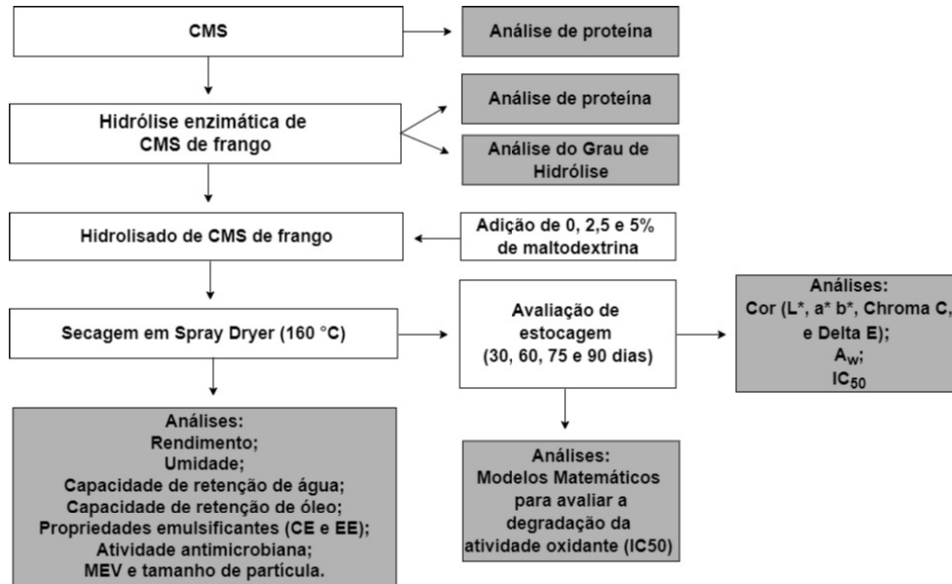 CMS
Análise de proteína
Hidrólise enzimática de
CMS de frango
Análise de proteína
Análise do Grau de
Hidrólise
Hidrolisado de CMS de frango
Adição de 0, 2,5 e 5%
de maltodextrina
Secagem em Spray Dryer (160 °C)
Avaliação de
estocagem
(30, 60, 75 e 90 dias)
Análises:
Cor (L*, a* b*, Chroma C,
e Delta E);
Aw;
IC50
Análises:
Rendimento;
Umidade;
Capacidade de retenção de água;
Capacidade de retenção de óleo;
Propriedades emulsificantes (CE e EE);
Atividade antimicrobiana;
MEV e tamanho de partícula.
Análises:
Modelos Matemáticos
para avaliar a
degradação da
atividade oxidante (IC50)